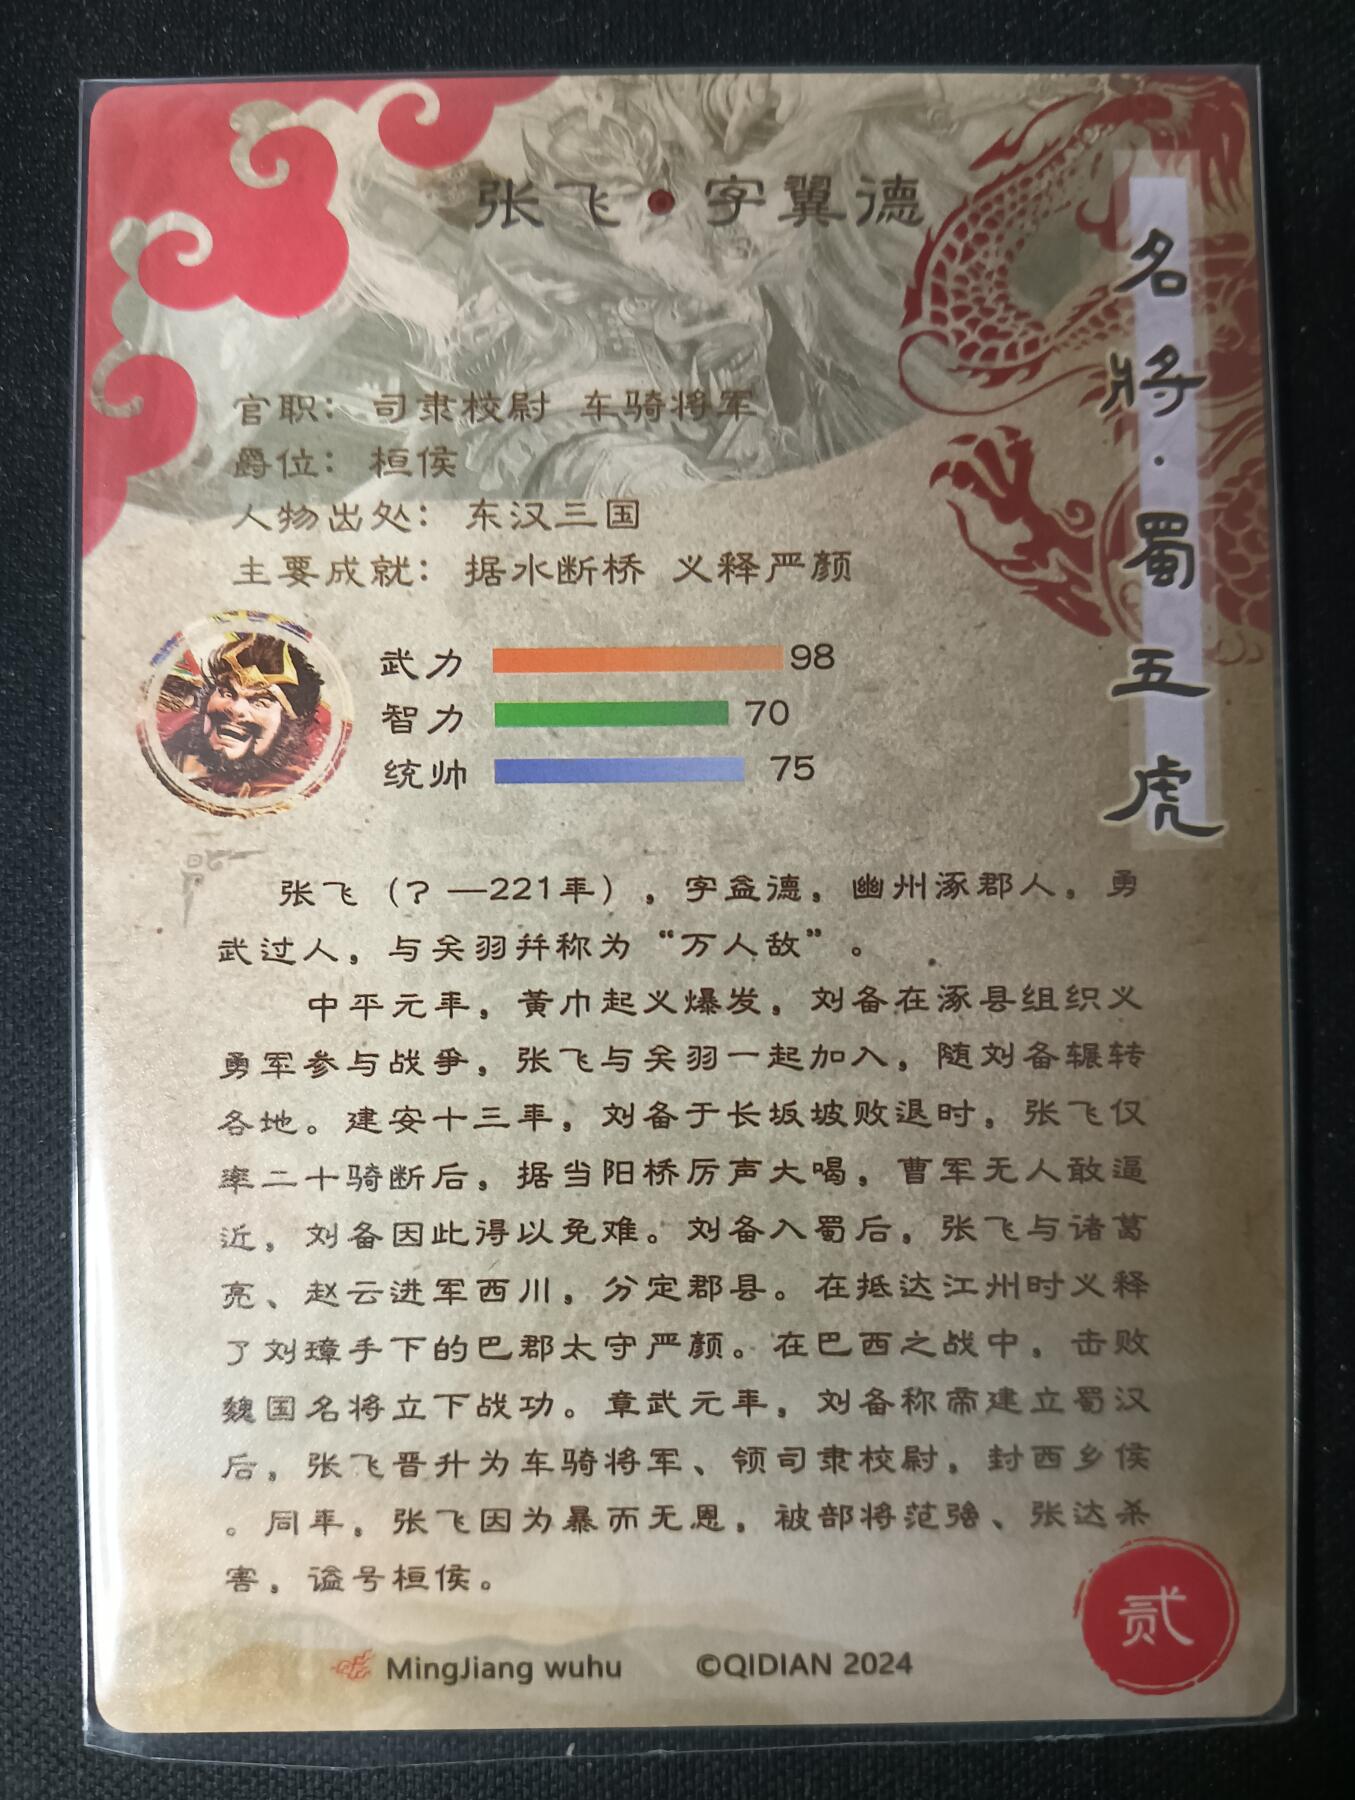 张飞•字翼德
名將·蜀五虎
官职：司隶校尉 车骑将军
爵位：桓侯
人物出处：东汉三国
主要成就：据水断桥 义释严颜
武力 98
智力 70
统帅 75
张飞（？—221年），字益德，幽州涿郡人。勇
武过人，与关羽并称为“万人敌”。
中平元年，黄巾起义爆发，刘备在涿县组织义
勇军参与战争，张飞与关羽一起加入，随刘备辗转
各地。建安十三年，刘备于长坂坡败退时，张飞仅
率二十骑断后，据当阳桥厉声大喝，曹军无人敢逼
近，刘备因此得以免难。刘备入蜀后，张飞与诸葛
亮、赵云进军西川，分定郡县。在抵达江州时义释
了刘璋手下的巴郡太守严颜。在巴西之战中，击败
魏国名将立下战功。章武元年，刘备称帝建立蜀汉
后，张飞晋升为车骑将军、领司隶校尉，封西乡侯
。同年，张飞因为暴而无恩，被部将范强、张达杀
害，谥号桓侯。
贰
MingJiang wuhu ©QIDIAN 2024